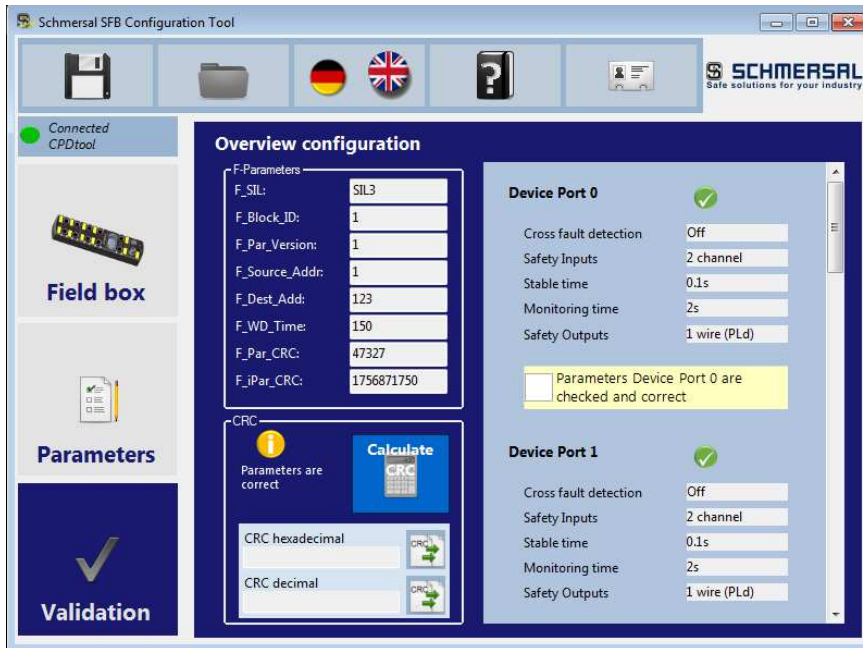 Schmersal SFB Configuration Tool
?
SCHMERSAL
Safe solutions for your industry
Connected
CPDtool
Field box
Parameters
Validation
Overview configuration
F-Parameters
F_SIL: SIL3
F_Block_ID: 1
F_Par_Version: 1
F_Source_Addr: 1
F_Dest_Add: 123
F_WD_Time: 150
F_Par_CRC: 47327
F_iPar_CRC: 1756871750
CRC
Parameters are
correct
Calculate
CRC
CRC hexadecimal
CRC
CRC decimal
CRC
Device Port 0
Cross fault detection Off
Safety Inputs 2 channel
Stable time 0.1s
Monitoring time 2s
Safety Outputs 1 wire (PLd)
Parameters Device Port 0 are
checked and correct
Device Port 1
Cross fault detection Off
Safety Inputs 2 channel
Stable time 0.1s
Monitoring time 2s
Safety Outputs 1 wire (PLd)